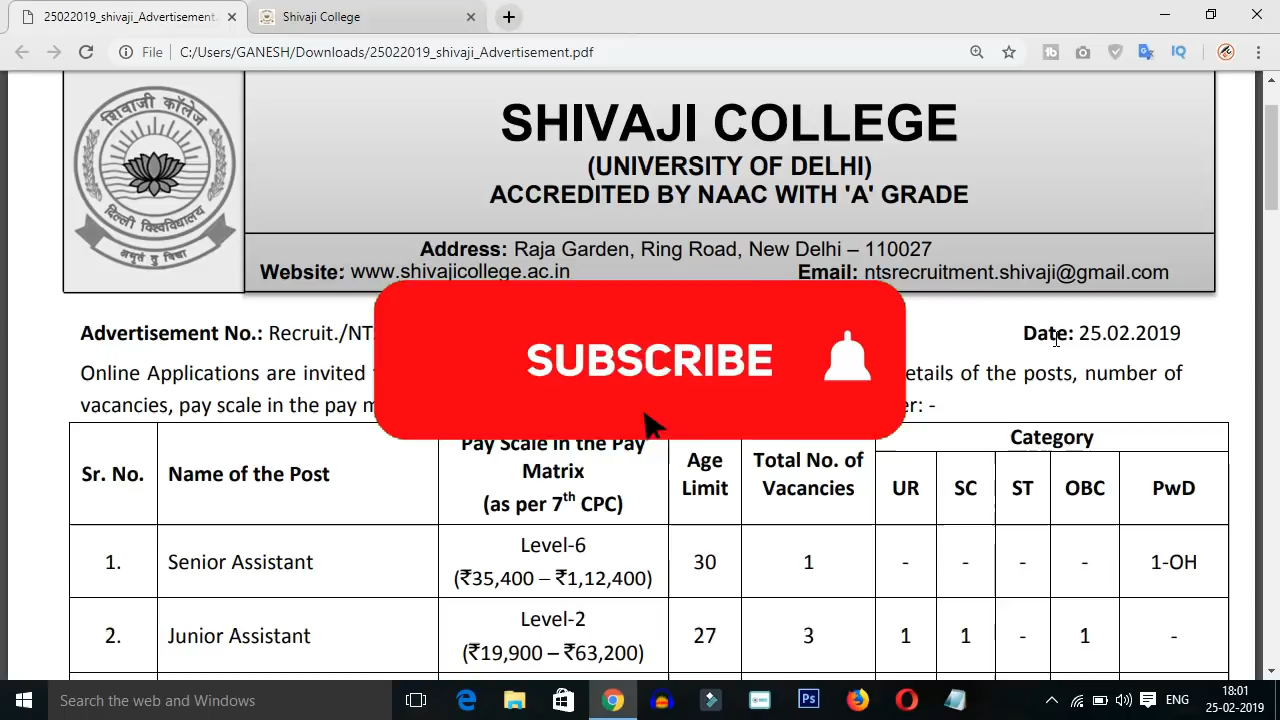 25022019_shivaji_Advertisement.
Shivaji College
File
C:/Users/GANESH/Downloads/25022019_shivaji_Advertisement.pdf
शिवाजी कॉलेज
दिल्ली विश्वविद्यालय
SHIVAJI COLLEGE
(UNIVERSITY OF DELHI)
ACCREDITED BY NAAC WITH 'A' GRADE
Address: Raja Garden, Ring Road, New Delhi – 110027
Website: www.shivajicollege.ac.in Email: ntsrecruitment.shivaji@gmail.com
Advertisement No.: Recruit./NT Date: 25.02.2019
SUBSCRIBE
Online Applications are invited etails of the posts, number of
vacancies, pay scale in the pay m er: -
Sr. No. Name of the Post Pay Scale in the Pay Matrix (as per 7th CPC) Age Limit Total No. of Vacancies Category
UR SC ST OBC PwD
1. Senior Assistant Level-6 (₹35,400 – ₹1,12,400) 30 1 - - - - 1-OH
2. Junior Assistant Level-2 (₹19,900 – ₹63,200) 27 3 1 1 - 1 -
Search the web and Windows
ENG
18:01
25-02-2019